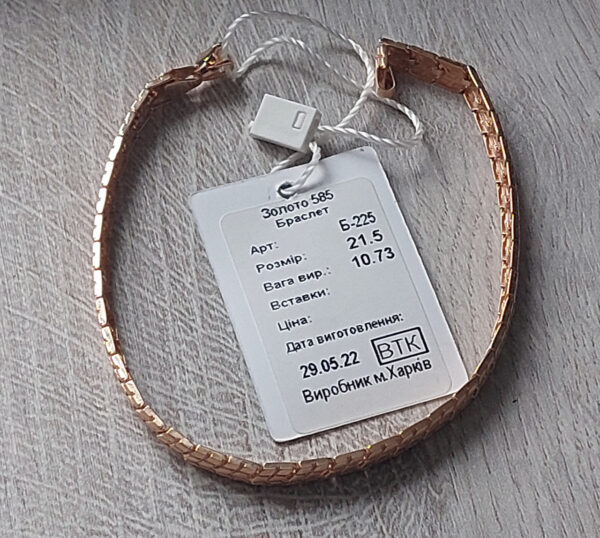 Золото 585
Браслет
Арт: Б-225
Розмір: 21.5
Вага вир.: 10.73
Вставки:
Ціна:
Дата виготовлення:
29.05.22 ВТК
Виробник м.Харків